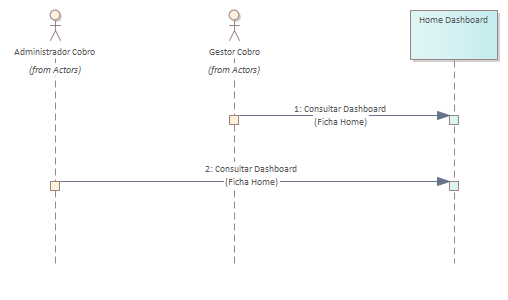 Home Dashboard
Administrador Cobro
(from Actors)
Gestor Cobro
(from Actors)
1: Consultar Dashboard
(Ficha Home)
2: Consultar Dashboard
(Ficha Home)